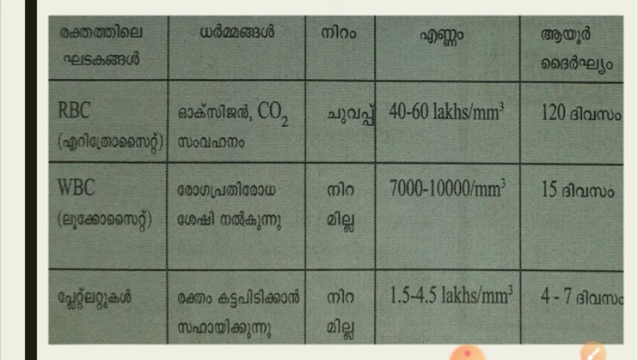 രക്തത്തിലെ ഘടകങ്ങൾ	ധർമ്മങ്ങൾ	നിറം	എണ്ണം	ആയുർ ദൈർഘ്യം
RBC (എറിത്രോസൈറ്റ്)	ഓക്സിജൻ, CO₂ സംവഹനം	ചുവപ്പ്	40-60 lakhs/mm³	120 ദിവസം
WBC (ലൂക്കോസൈറ്റ്)	രോഗപ്രതിരോധ ശേഷി നൽകുന്നു	നിറ മില്ല	7000-10000/mm³	15 ദിവസം
പ്ലേറ്റ്ലറ്റുകൾ	രക്തം കട്ടപിടിക്കാൻ സഹായിക്കുന്നു	നിറ മില്ല	1.5-4.5 lakhs/mm³	4 - 7 ദിവസം